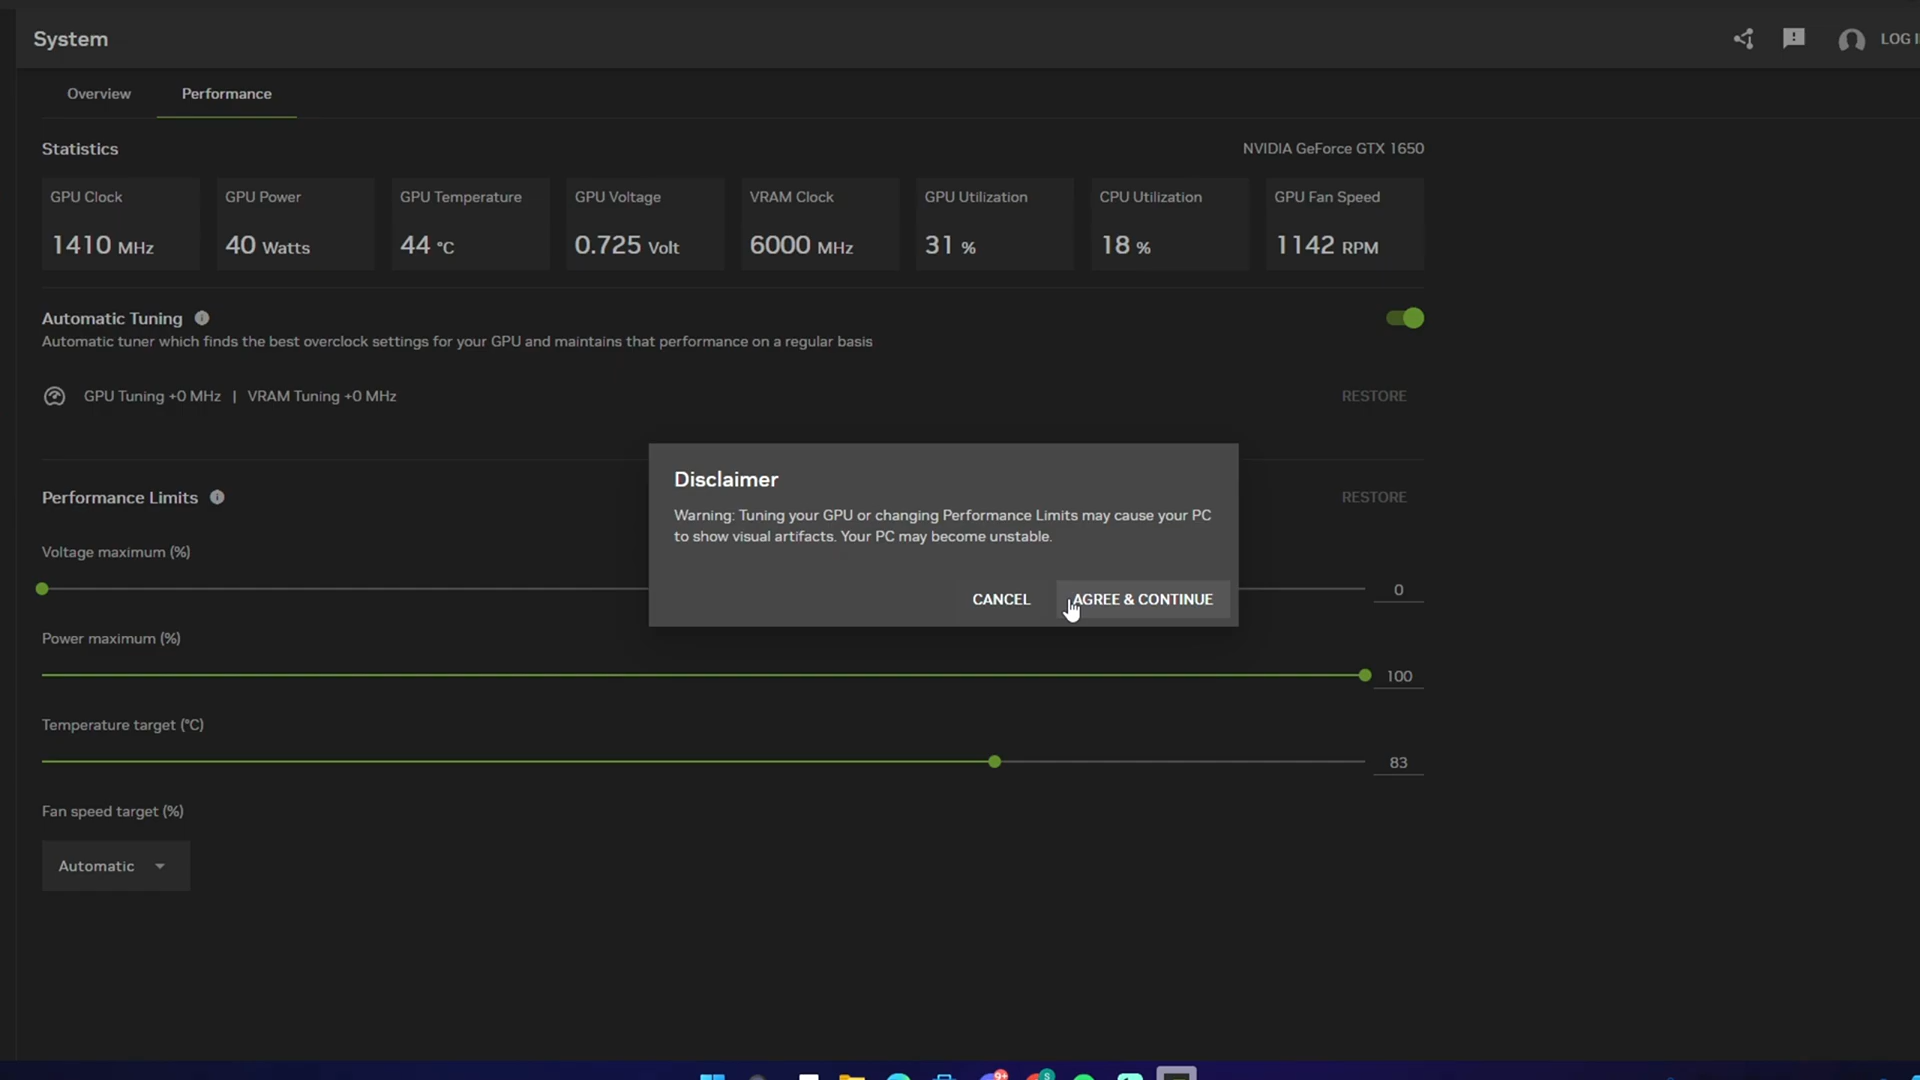 System
LOG I
Overview
Performance
Statistics
NVIDIA GeForce GTX 1650
GPU Clock
1410 MHz
GPU Power
40 Watts
GPU Temperature
44 °C
GPU Voltage
0.725 Volt
VRAM Clock
6000 MHz
GPU Utilization
31 %
CPU Utilization
18 %
GPU Fan Speed
1142 RPM
Automatic Tuning
Automatic tuner which finds the best overclock settings for your GPU and maintains that performance on a regular basis
GPU Tuning +0 MHz | VRAM Tuning +0 MHz
RESTORE
Disclaimer
Warning: Tuning your GPU or changing Performance Limits may cause your PC
to show visual artifacts. Your PC may become unstable.
CANCEL
AGREE & CONTINUE
Performance Limits
RESTORE
Voltage maximum (%)
0
Power maximum (%)
100
Temperature target (°C)
83
Fan speed target (%)
Automatic
9+
S